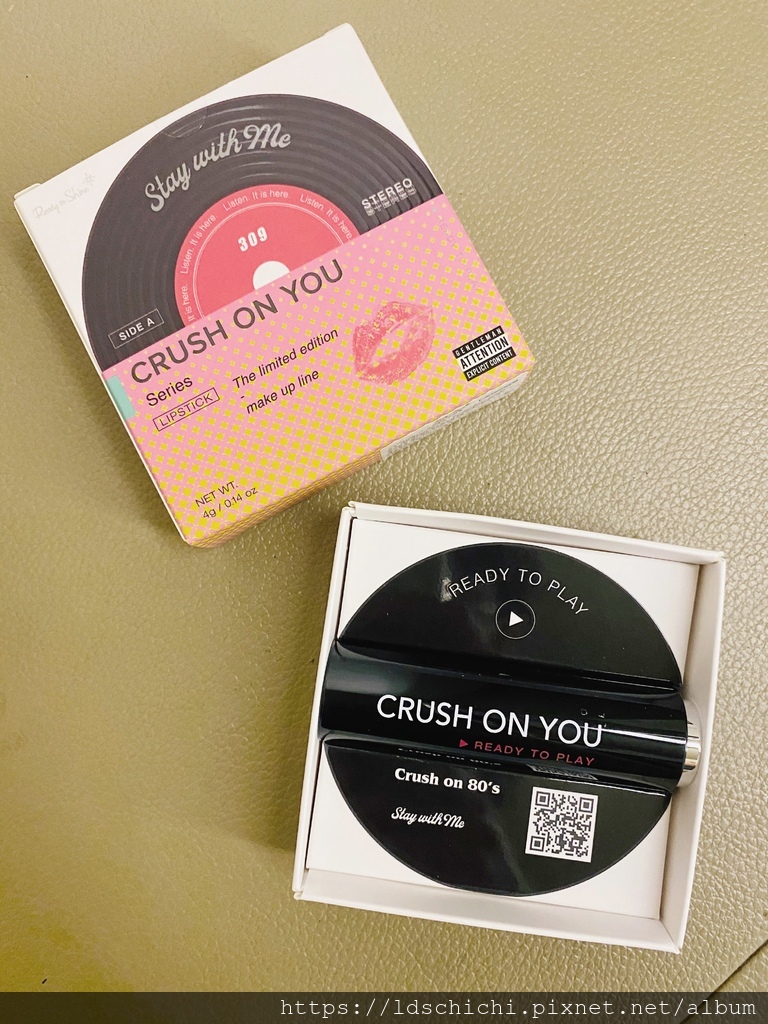 Stay with Me
Ready to Shine
STEREO
Listen. It is here. Listen. It is here. Listen. It is here.
309
SIDE A
CRUSH ON YOU
Series
LIPSTICK
The limited edition
-
make up line
GENTLEMAN
ATTENTION
EXPLICIT CONTENT
NET WT.
4g / 0.14 oz
READY TO PLAY
CRUSH ON YOU
READY TO PLAY
Crush on 80's
Stay with Me
https://ldschichi.pixnet.net/album